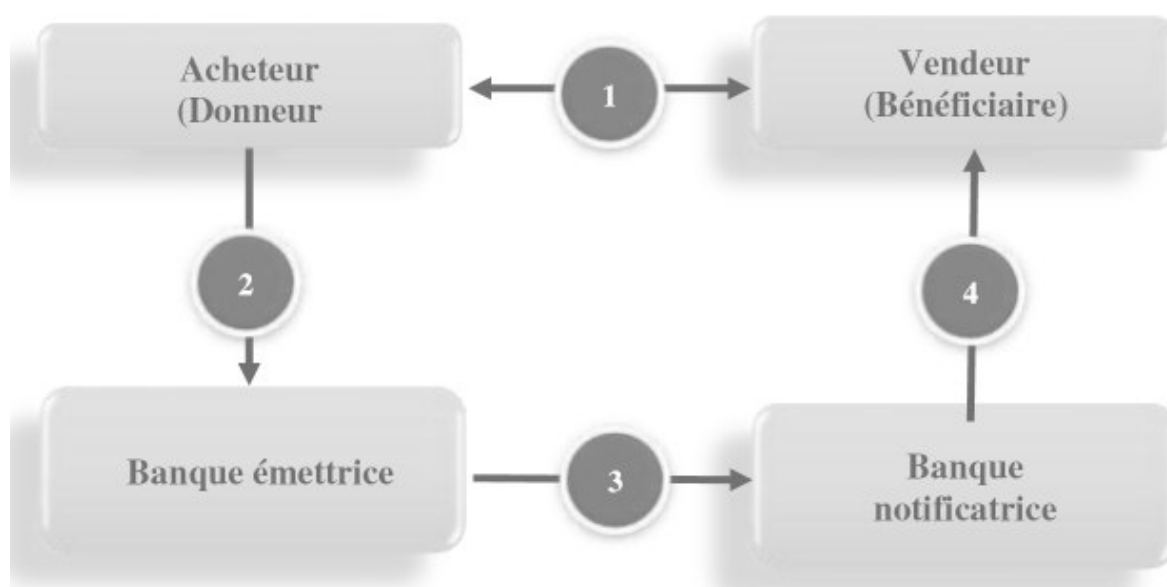 Acheteur
(Donneur
1
Vendeur
(Bénéficiaire)
2
4
Banque émettrice
3
Banque
notificatrice